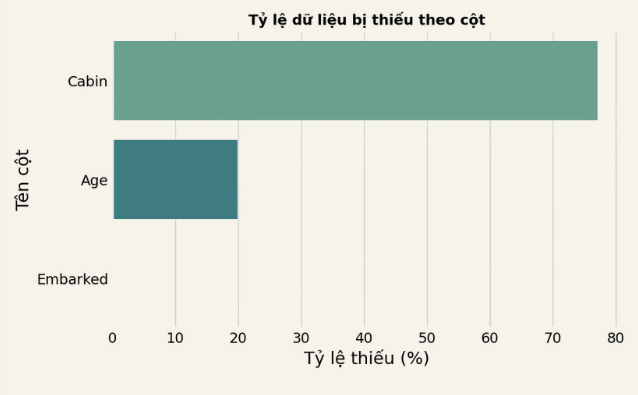 Tỷ lệ dữ liệu bị thiếu theo cột
Tên cột
Cabin
Age
Embarked
0 10 20 30 40 50 60 70 80
Tỷ lệ thiếu (%)